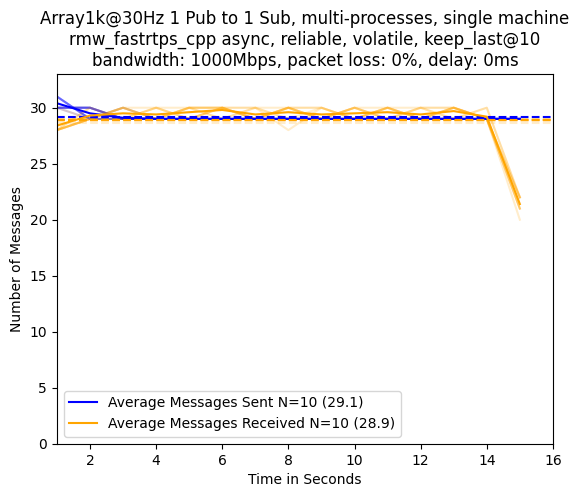 Array1k@30Hz 1 Pub to 1 Sub, multi-processes, single machine
rmw_fastrtps_cpp async, reliable, volatile, keep_last@10
bandwidth: 1000Mbps, packet loss: 0%, delay: 0ms
30
25
20
15
10
5
0
Number of Messages
Average Messages Sent N=10 (29.1)
Average Messages Received N=10 (28.9)
2 4 6 8 10 12 14 16
Time in Seconds